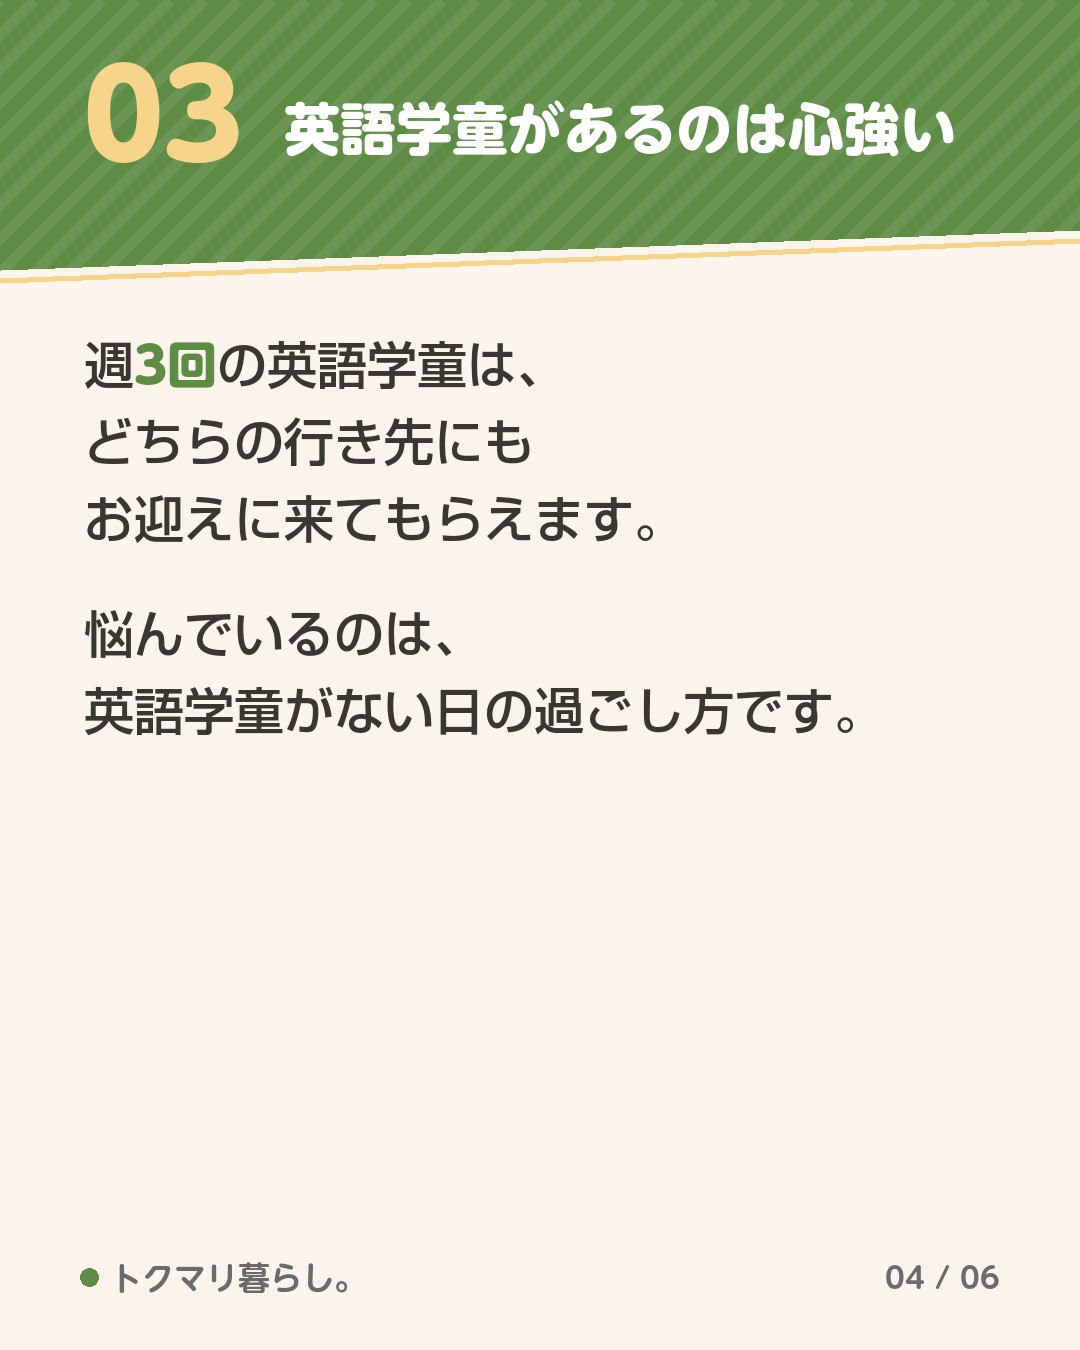 03 英語学童があるのは心強い
週3回の英語学童は、
どちらの行き先にも
お迎えに来てもらえます。
悩んでいるのは、
英語学童がない日の過ごし方です。
トクマリ暮らし。
04 / 06